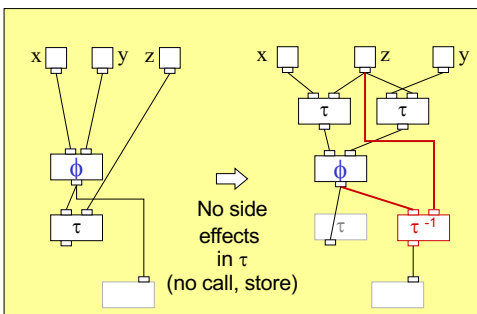 x y z
x z y
τ τ
ϕ
ϕ
τ
τ
τ -1
No side
effects
in τ
(no call, store)